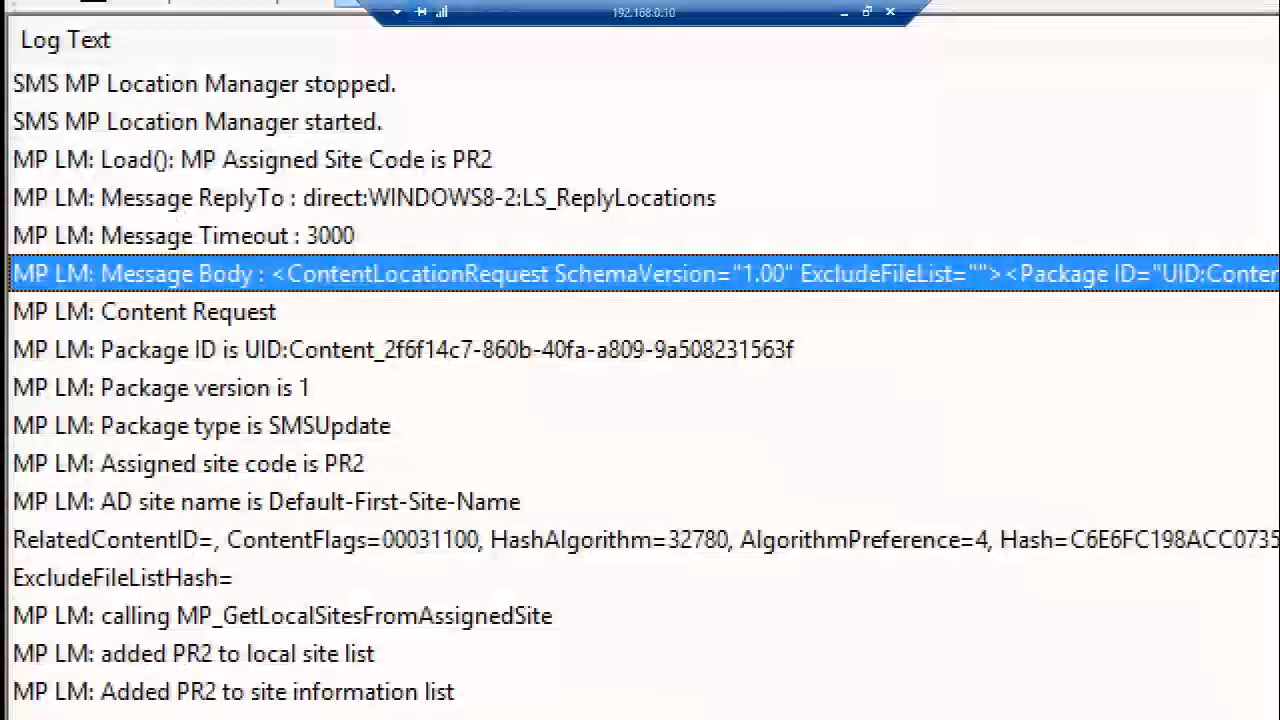 192.168.0.10
Log Text
SMS MP Location Manager stopped.
SMS MP Location Manager started.
MP LM: Load(): MP Assigned Site Code is PR2
MP LM: Message ReplyTo : direct:WINDOWS8-2:LS_ReplyLocations
MP LM: Message Timeout : 3000
MP LM: Message Body : <ContentLocationRequest SchemaVersion="1.00" ExcludeFileList=""><Package ID="UID:Conter
MP LM: Content Request
MP LM: Package ID is UID:Content_2f6f14c7-860b-40fa-a809-9a508231563f
MP LM: Package version is 1
MP LM: Package type is SMSUpdate
MP LM: Assigned site code is PR2
MP LM: AD site name is Default-First-Site-Name
RelatedContentID=, ContentFlags=00031100, HashAlgorithm=32780, AlgorithmPreference=4, Hash=C6E6FC198ACC0735
ExcludeFileListHash=
MP LM: calling MP_GetLocalSitesFromAssignedSite
MP LM: added PR2 to local site list
MP LM: Added PR2 to site information list